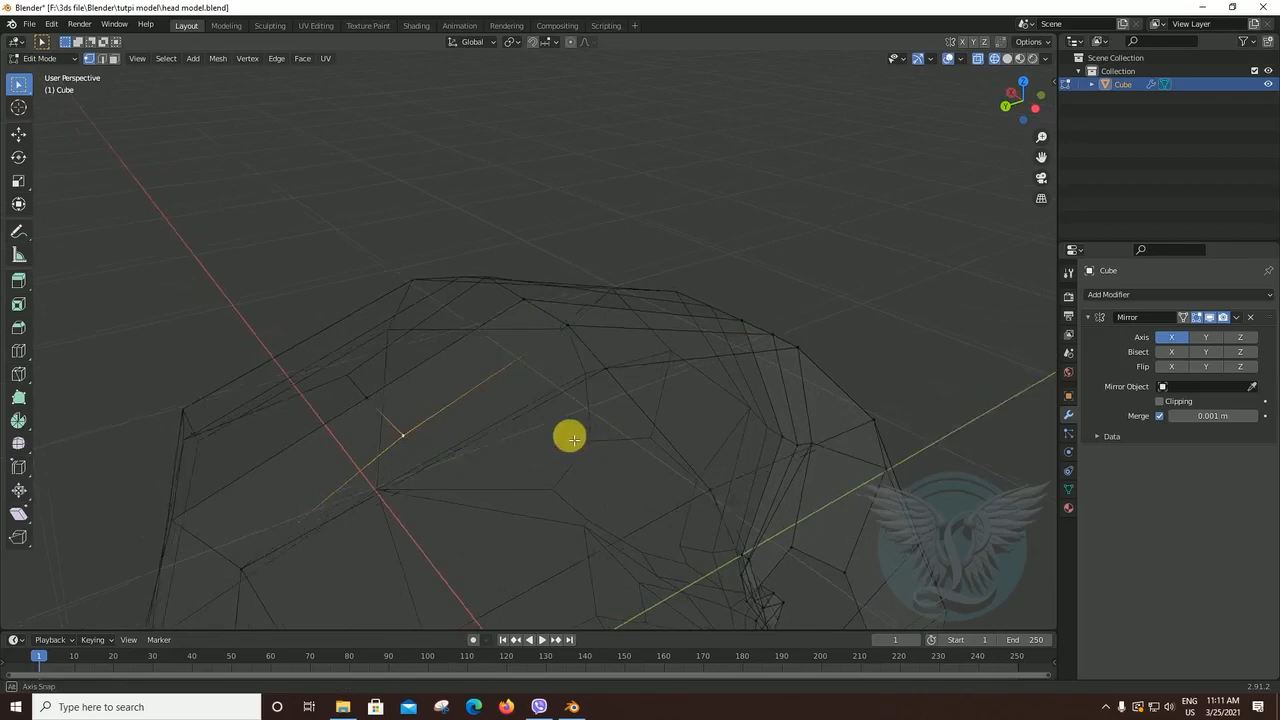 Blender* [F:\3ds file\Blender\tutpi model\head model.blend]
File Edit Render Window Help Layout Modeling Sculpting UV Editing Texture Paint Shading Animation Rendering Compositing Scripting + Scene View Layer
Global X Y Z Options
Edit Mode View Select Add Mesh Vertex Edge Face UV
User Perspective
(1) Cube
Scene Collection
Collection
Cube
Z
X
Y
Cube
Add Modifier
Mirror
Axis X Y Z
Bisect X Y Z
Flip X Y Z
Mirror Object
Clipping
Merge 0.001 m
Data
Playback Keying View Marker 1 Start 1 End 250
1 10 20 30 40 50 60 70 80 90 100 110 120 130 140 150 160 170 180 190 200 210 220 230 240 250
Alt Axis Snap 2.91.2
Type here to search
ENG
US
11:11 AM
3/25/2021